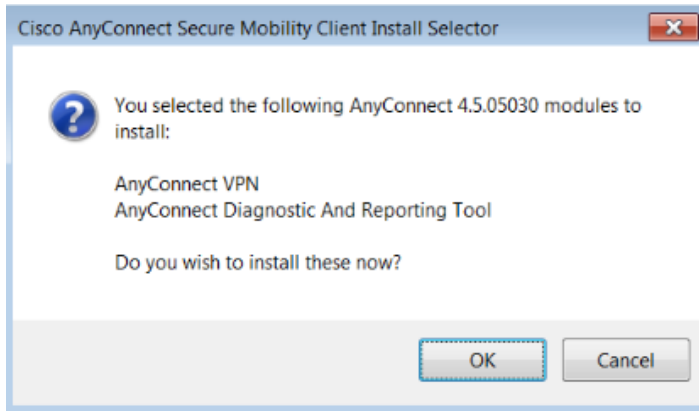 Cisco AnyConnect Secure Mobility Client Install Selector
You selected the following AnyConnect 4.5.05030 modules to
install:
AnyConnect VPN
AnyConnect Diagnostic And Reporting Tool
Do you wish to install these now?
OK
Cancel